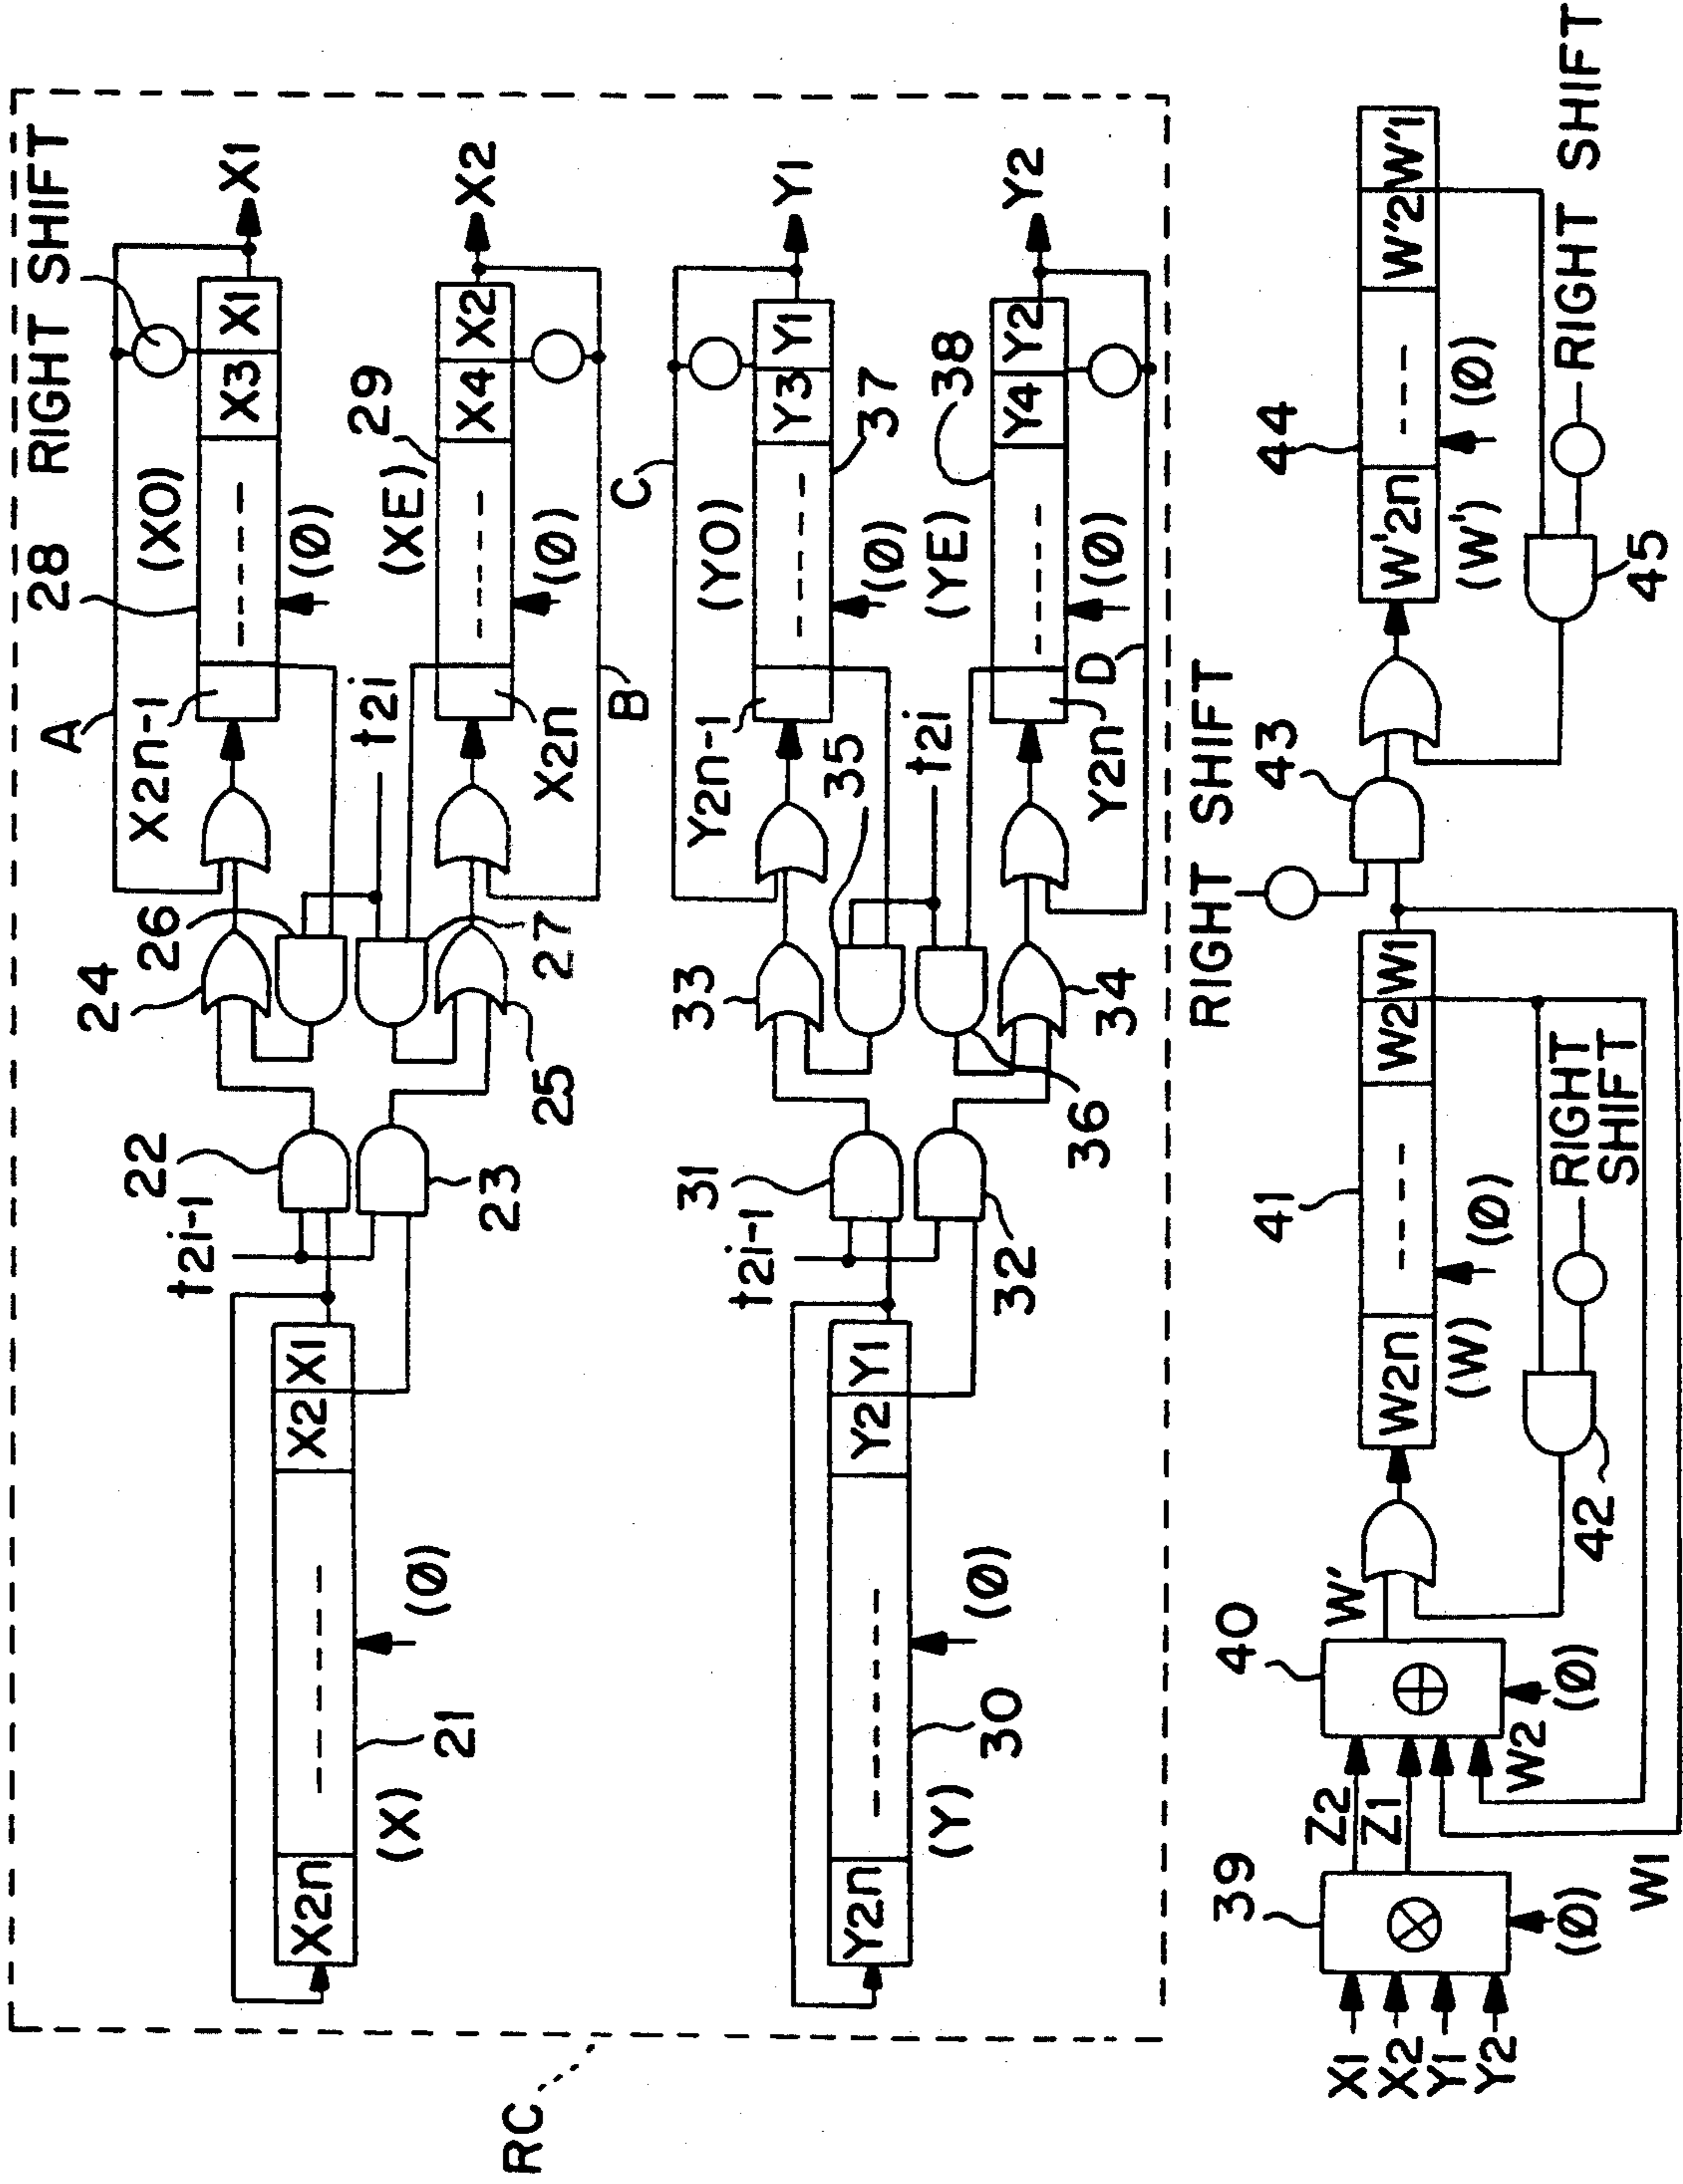 28 RIGHT SHIFT
A
(XO)
X2n-1
X3 X1
X1
(Ø)
24
26
22
t2i-1
X2n
X2 X1
(X)
21
(Ø)
23
25
27
t2i
29
(XE)
X4 X2
X2
(Ø)
X2n
B
C
(YO)
Y2n-1
Y3 Y1
Y1
(Ø)
37
33
35
31
t2i-1
Y2n
Y2 Y1
(Y)
30
(Ø)
32
36
34
t2i
38
(YE)
Y4 Y2
Y2
(Ø)
Y2n
D
RC
RIGHT SHIFT
39
40
41
43
44
X1
X2
Y1
Y2
(Ø)
Z2
Z1
W1
W2
(Ø)
W'
W2n
W2 W1
(W)
(Ø)
42
RIGHT
SHIFT
W'2n
W'2 W'1
(W')
(Ø)
45
RIGHT SHIFT